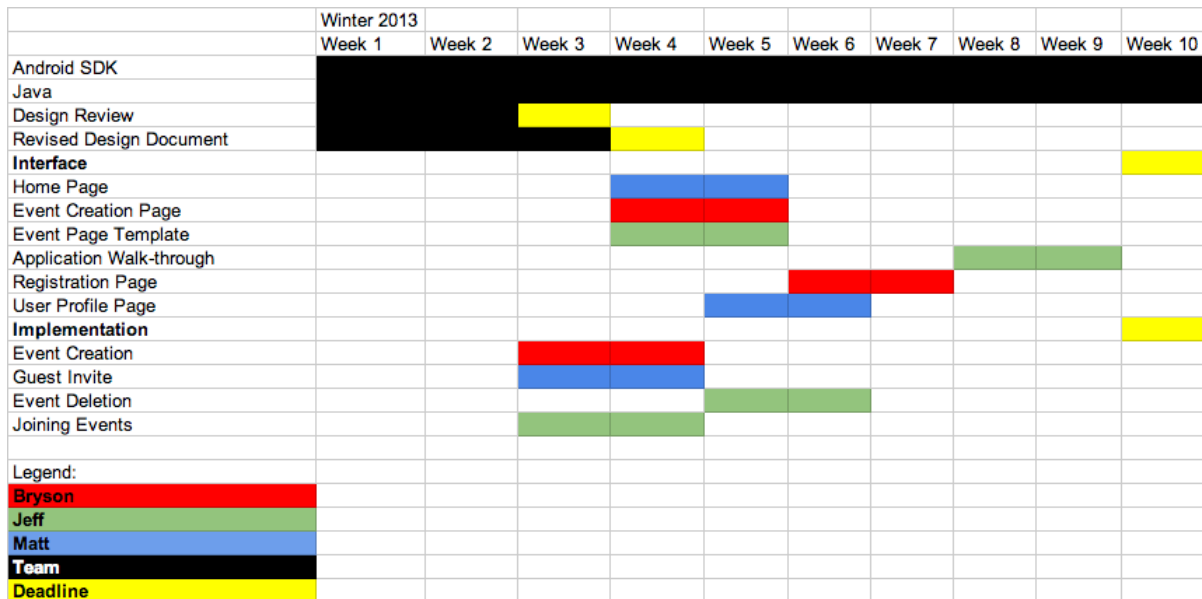 Winter 2013
Week 1 Week 2 Week 3 Week 4 Week 5 Week 6 Week 7 Week 8 Week 9 Week 10
Android SDK
Java
Design Review
Revised Design Document
Interface
Home Page
Event Creation Page
Event Page Template
Application Walk-through
Registration Page
User Profile Page
Implementation
Event Creation
Guest Invite
Event Deletion
Joining Events
Legend:
Bryson
Jeff
Matt
Team
Deadline